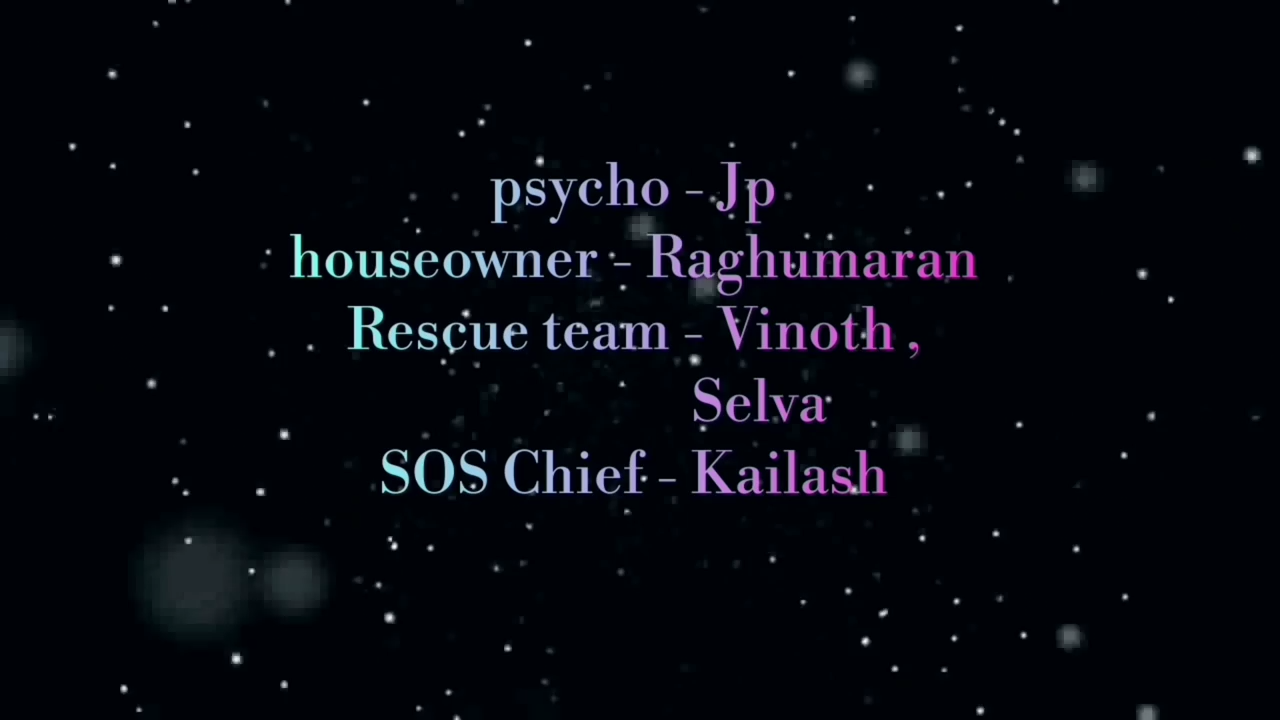 psycho - Jp
houseowner - Raghumaran
Rescue team - Vinoth ,
Selva
SOS Chief - Kailash